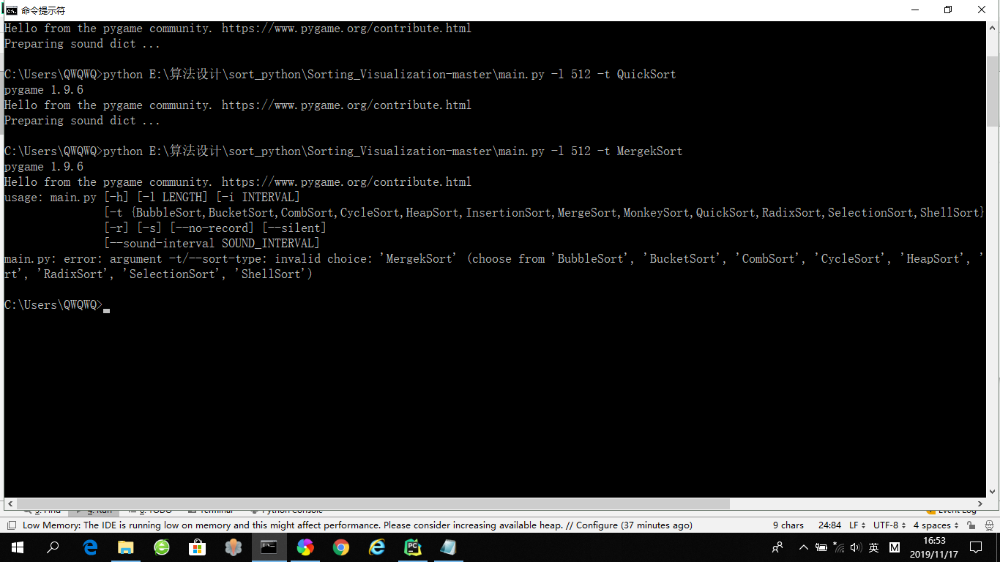 命令提示符
Hello from the pygame community. https://www.pygame.org/contribute.html
Preparing sound dict ...
C:\Users\QWQWQ>python E:\算法设计\sort_python\Sorting_Visualization-master\main.py -l 512 -t QuickSort
pygame 1.9.6
Hello from the pygame community. https://www.pygame.org/contribute.html
Preparing sound dict ...
C:\Users\QWQWQ>python E:\算法设计\sort_python\Sorting_Visualization-master\main.py -l 512 -t MergekSort
pygame 1.9.6
Hello from the pygame community. https://www.pygame.org/contribute.html
usage: main.py [-h] [-l LENGTH] [-i INTERVAL]
[-t {BubbleSort,BucketSort,CombSort,CycleSort,HeapSort,InsertionSort,MergeSort,MonkeySort,QuickSort,RadixSort,SelectionSort,ShellSort}
[-r] [-s] [--no-record] [--silent]
[--sound-interval SOUND_INTERVAL]
main.py: error: argument -t/--sort-type: invalid choice: 'MergekSort' (choose from 'BubbleSort', 'BucketSort', 'CombSort', 'CycleSort', 'HeapSort', '
rt', 'RadixSort', 'SelectionSort', 'ShellSort')
C:\Users\QWQWQ>
Low Memory: The IDE is running low on memory and this might affect performance. Please consider increasing available heap. // Configure (37 minutes ago) 9 chars 24:84 LF UTF-8 4 spaces
英 M 16:53
2019/11/17